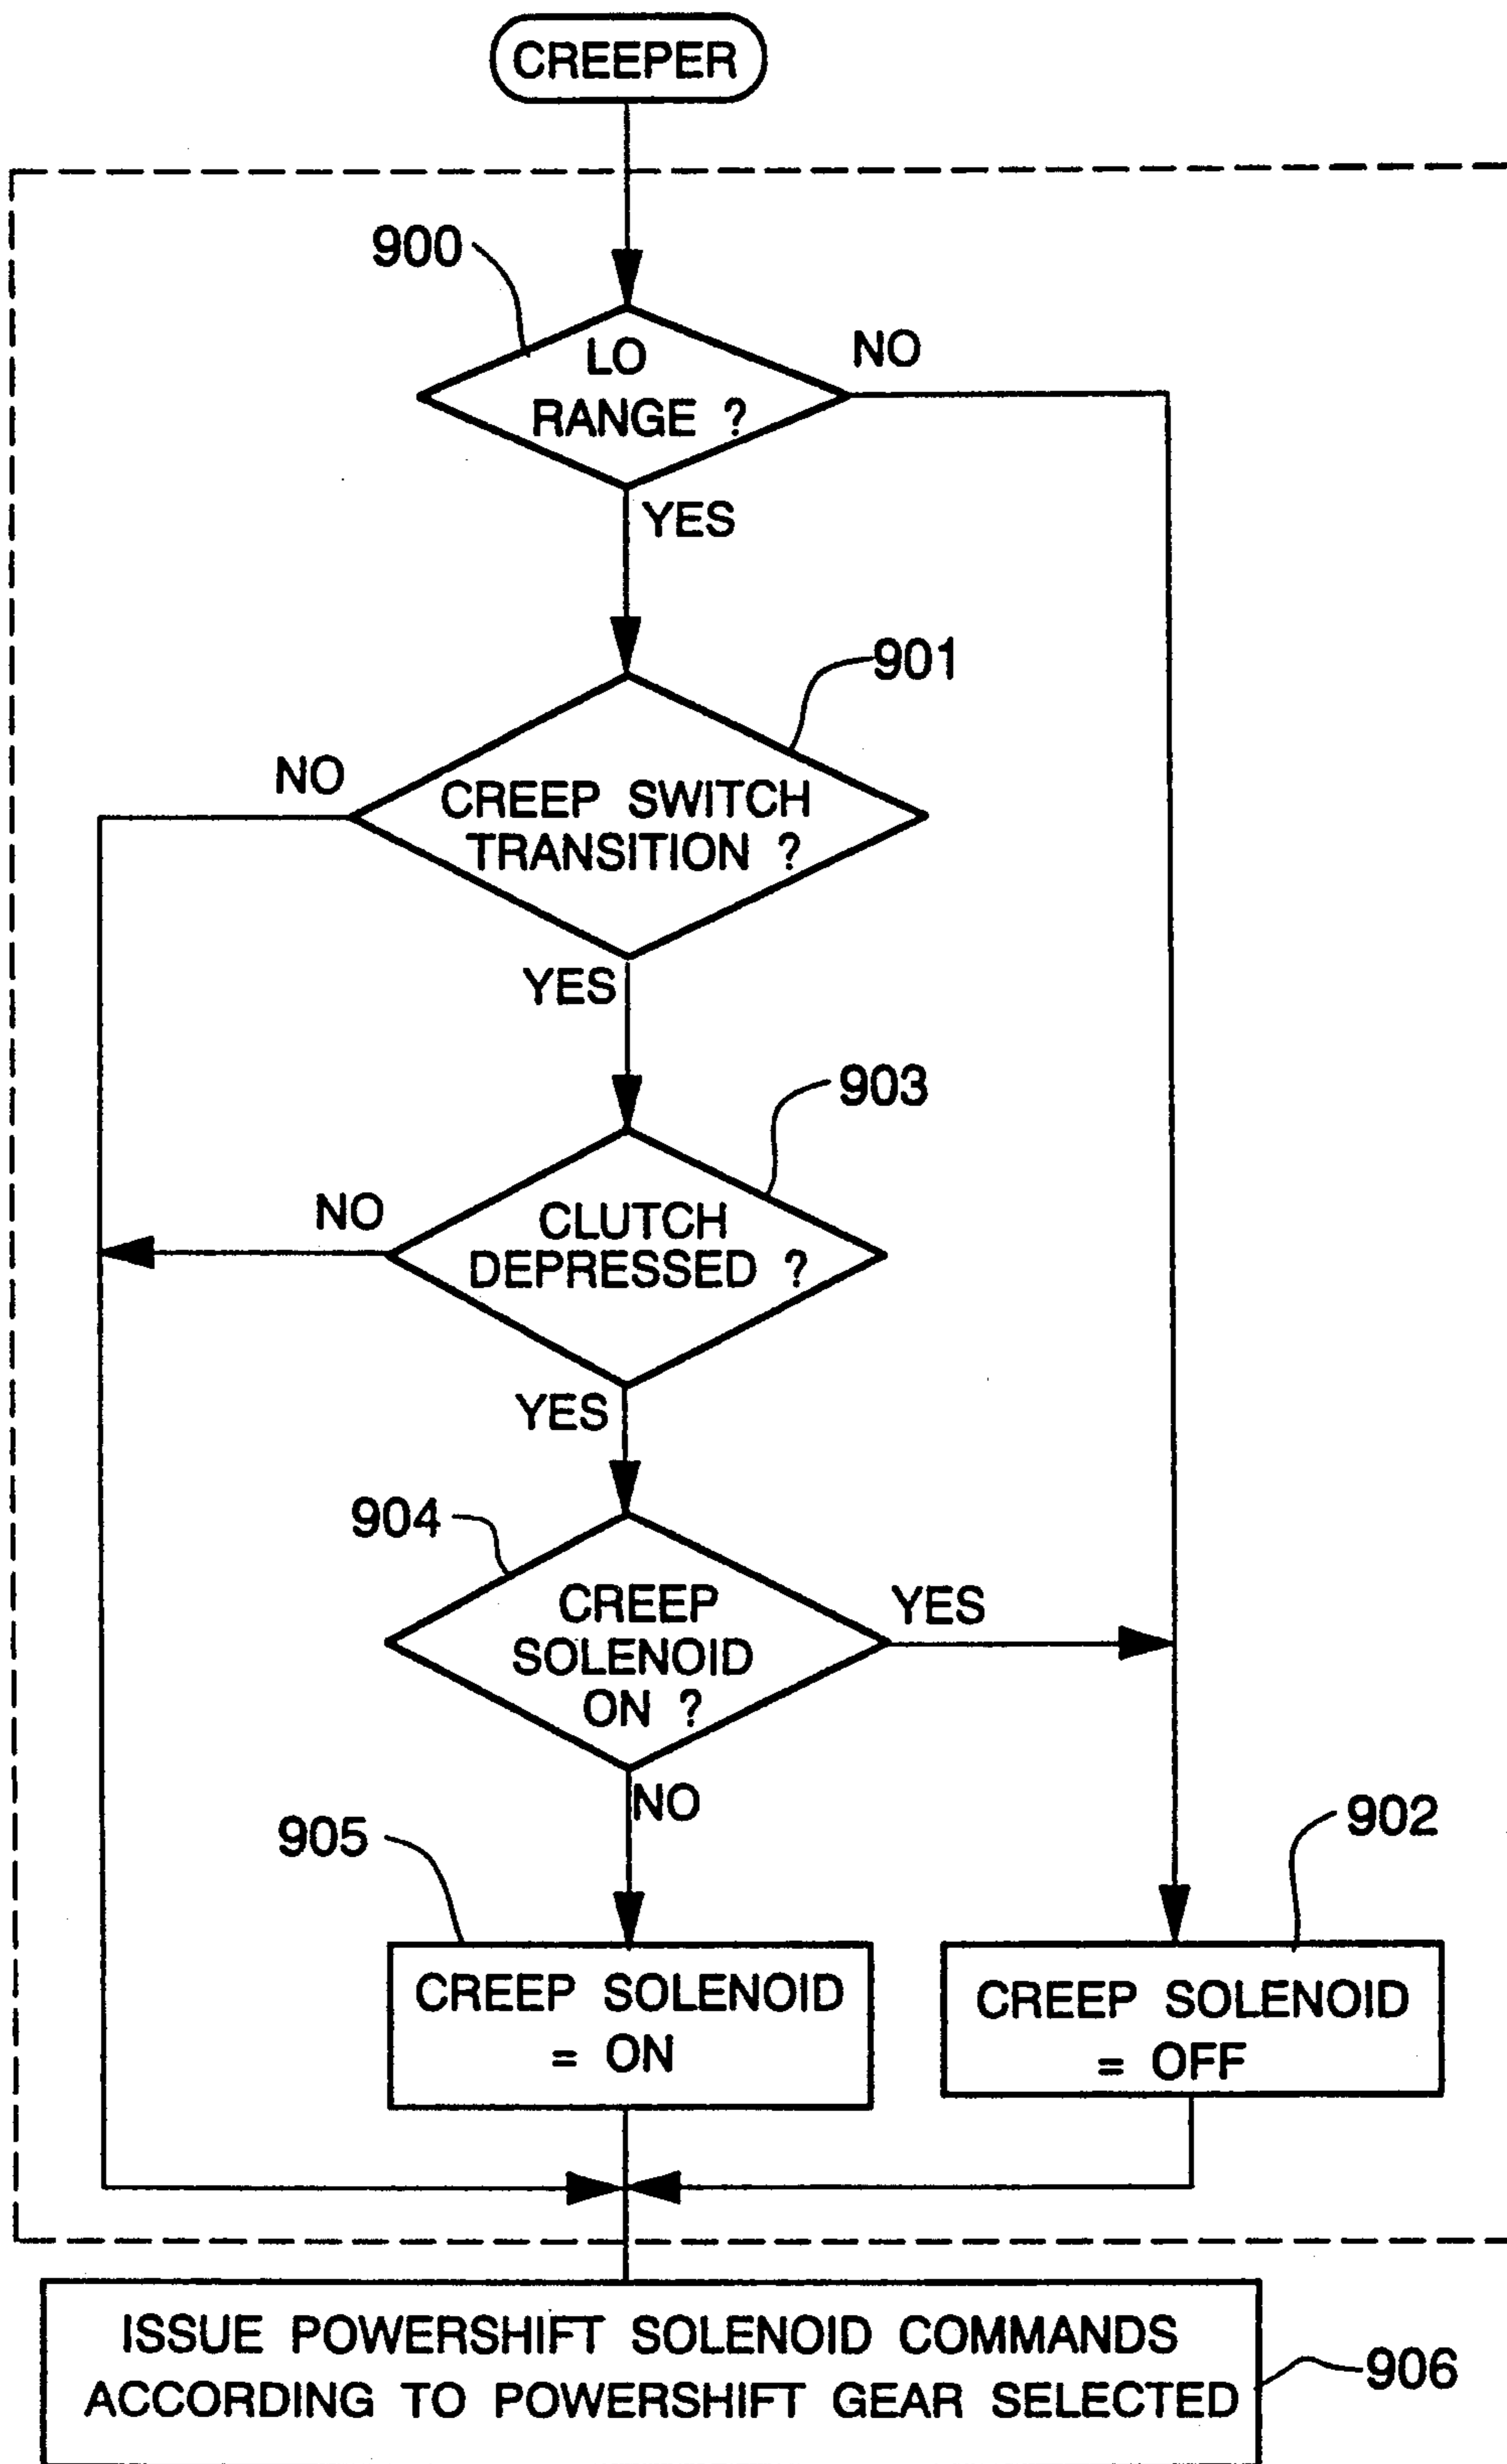 CREEPER
900
LO
RANGE ?
NO
YES
901
NO
CREEP SWITCH
TRANSITION ?
YES
903
NO
CLUTCH
DEPRESSED ?
YES
904
CREEP
SOLENOID
ON ?
YES
NO
905
902
CREEP SOLENOID
= ON
CREEP SOLENOID
= OFF
ISSUE POWERSHIFT SOLENOID COMMANDS
ACCORDING TO POWERSHIFT GEAR SELECTED
906